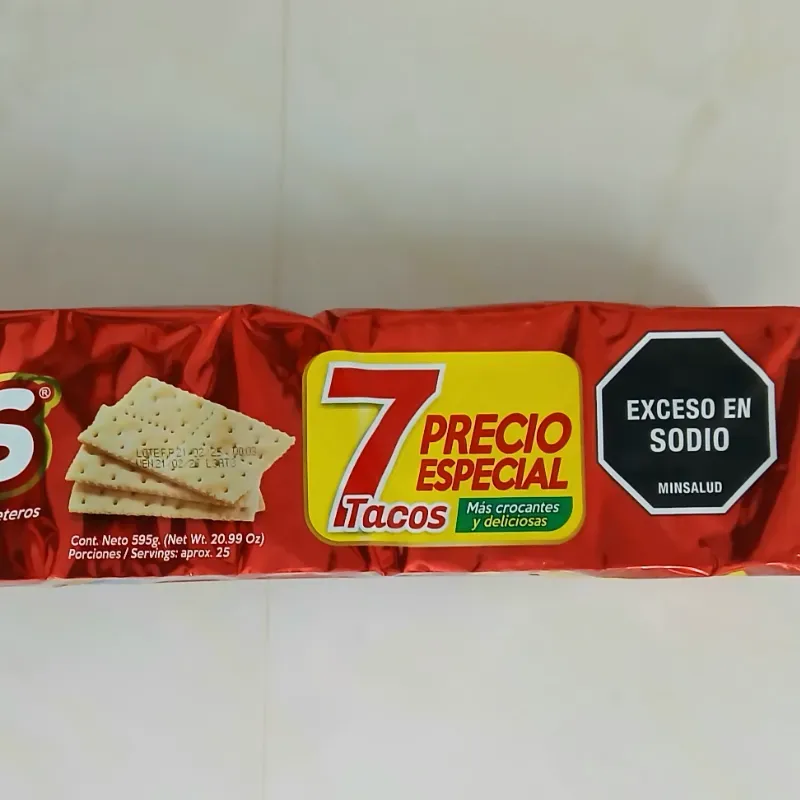 S®
eteros
Cont. Neto 595g. (Net Wt. 20.99 Oz)
Porciones / Servings: aprox. 25
7
Tacos
PRECIO
ESPECIAL
Más crocantes
y deliciosas
EXCESO EN
SODIO
MINSALUD